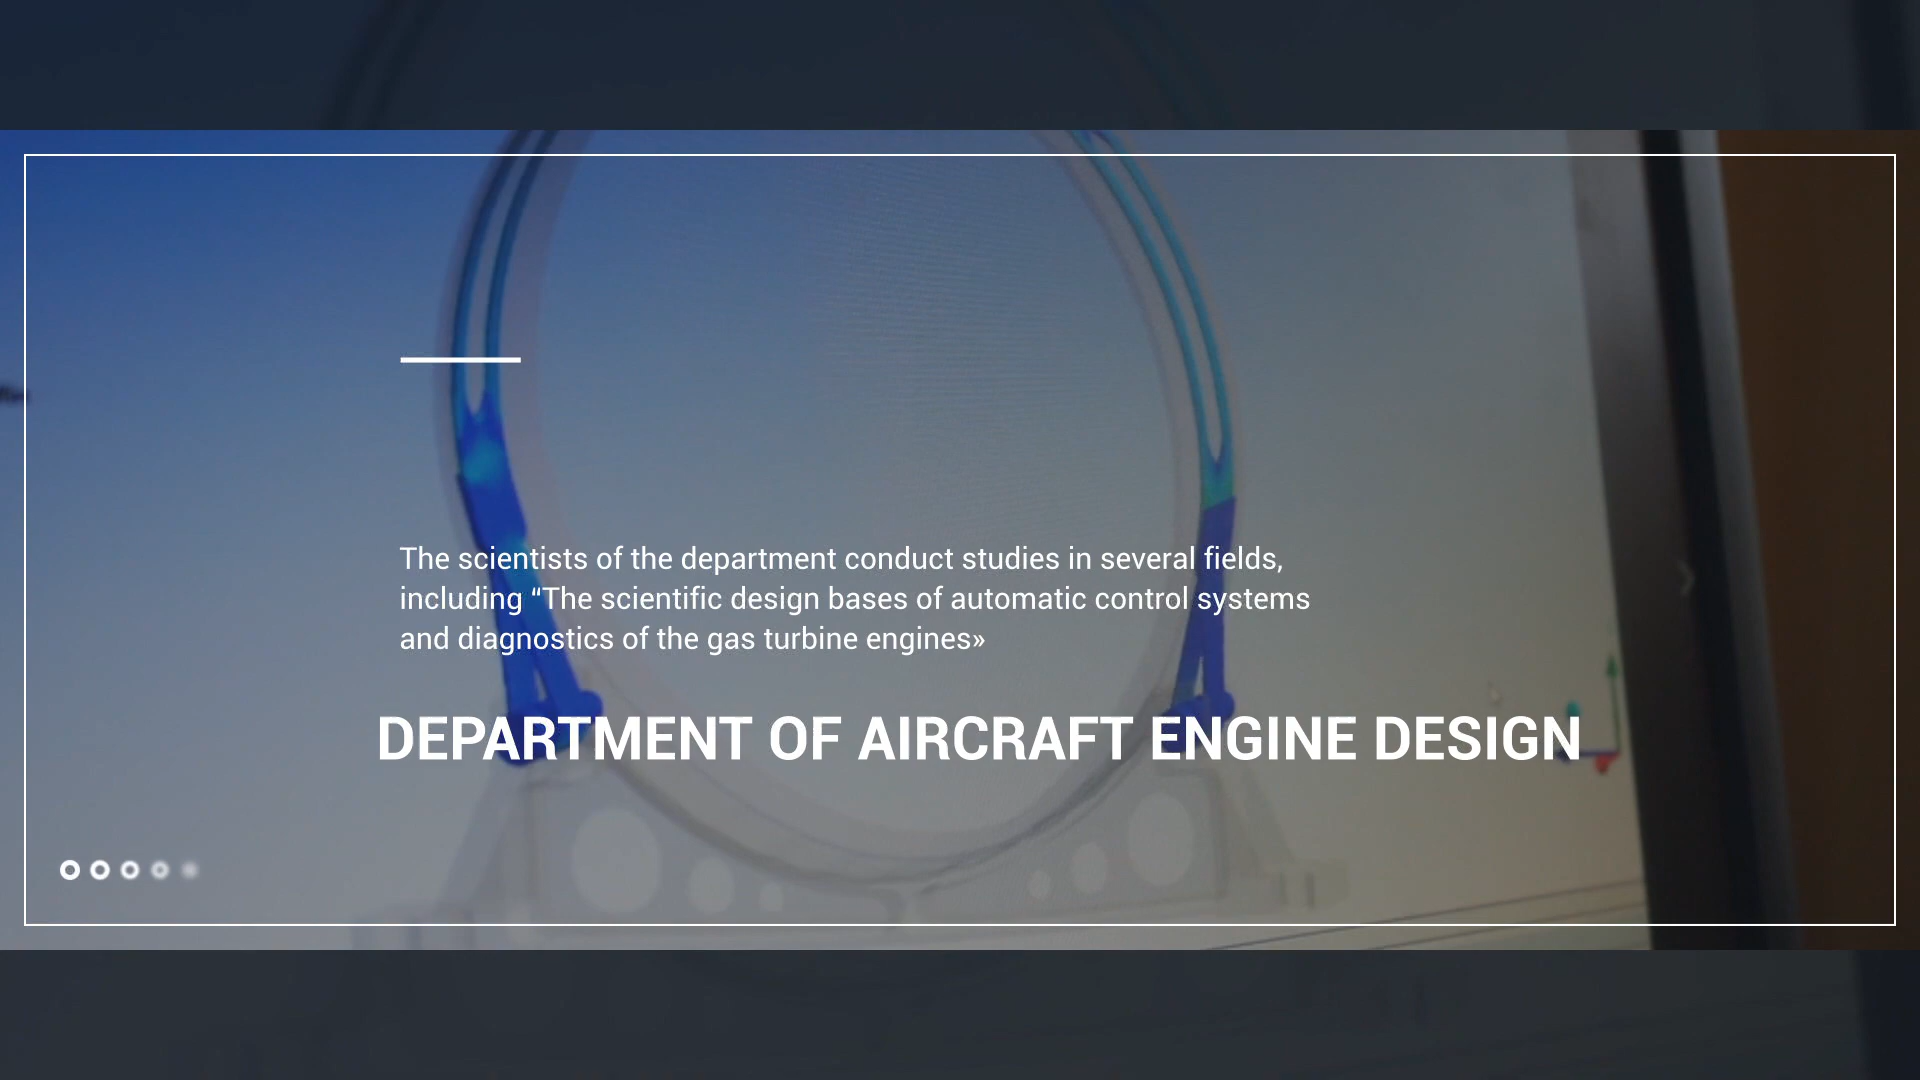 The scientists of the department conduct studies in several fields,
including “The scientific design bases of automatic control systems
and diagnostics of the gas turbine engines»
DEPARTMENT OF AIRCRAFT ENGINE DESIGN